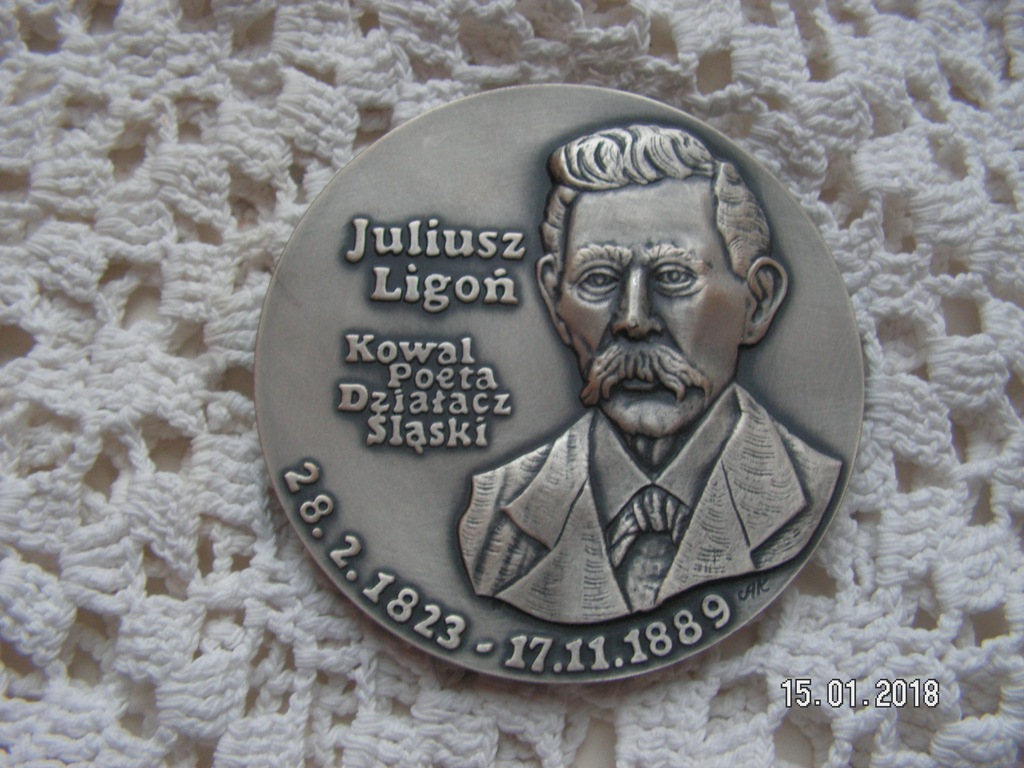 Juliusz
Ligoń
Kowal
Poeta
Działacz
Śląski
28.2.1823 - 17.11.1889
AK
15.01.2018